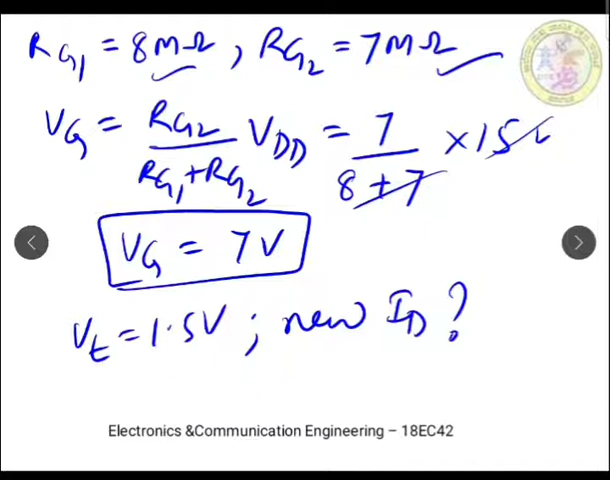 RG1 = 8MΩ, RG2 = 7MΩ
VG = RG2 / RG1+RG2 VDD = 7 / 8+7 × 15
VG = 7V
Vt = 1.5V ; new ID ?
Electronics &Communication Engineering – 18EC42